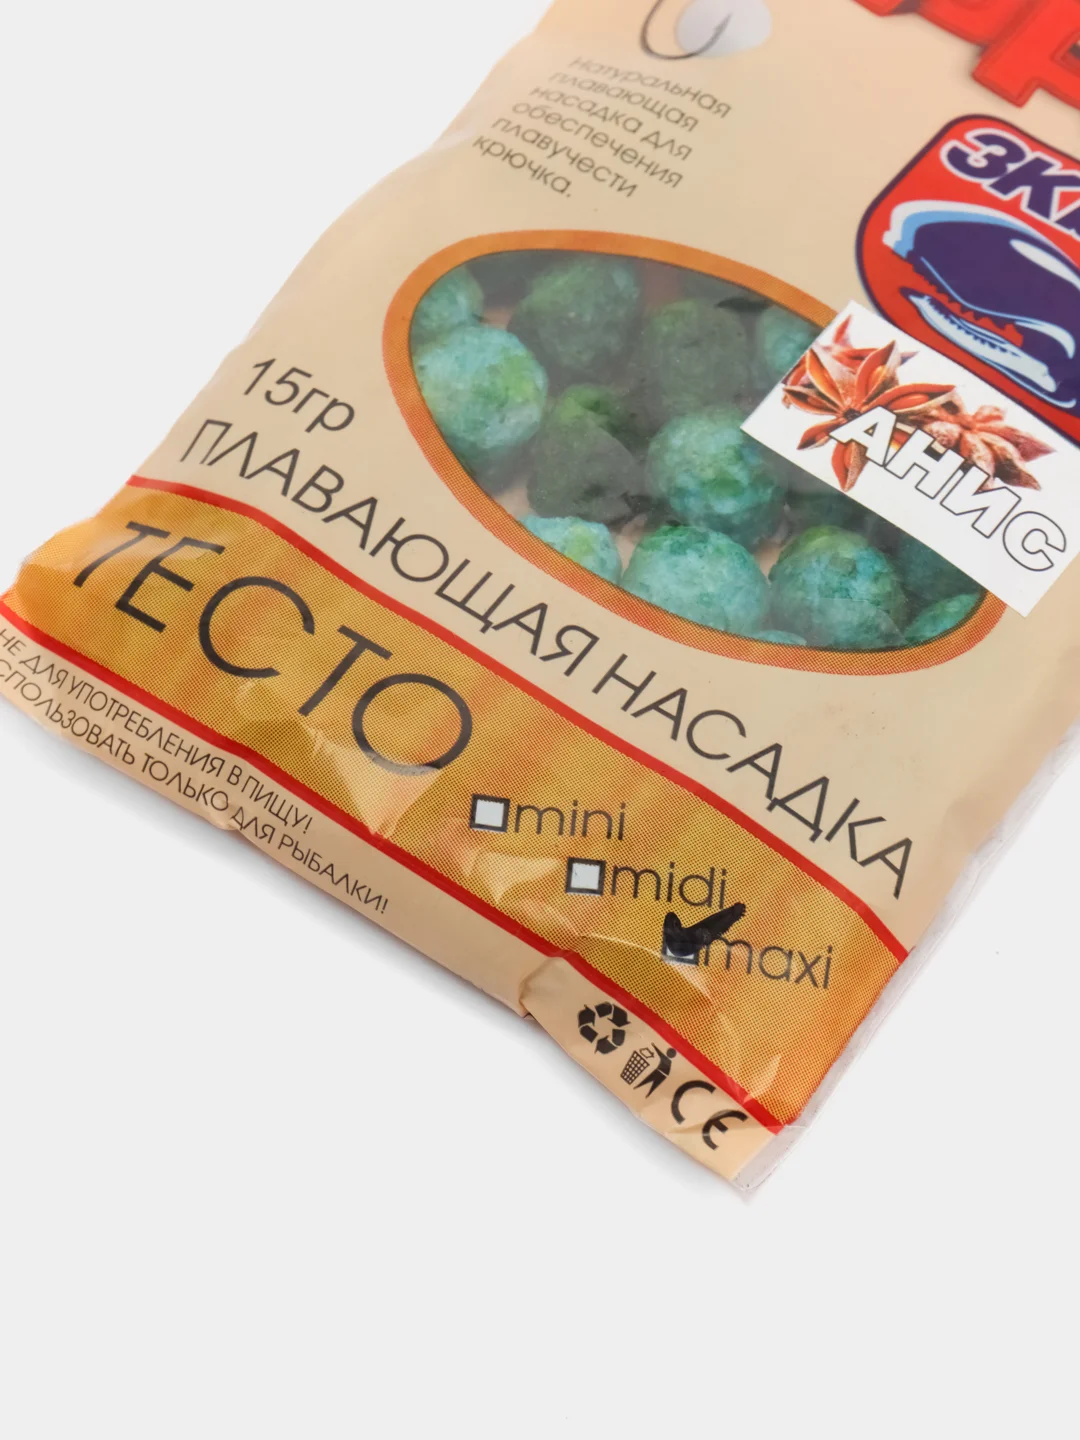 Натуральная
плавающая
насадка для
обеспечения
плавучести
крючка.
АНИС
15гр
ПЛАВАЮЩАЯ НАСАДКА
ТЕСТО
mini
midi
maxi
НЕ ДЛЯ УПОТРЕБЛЕНИЯ В ПИЩУ!
ТОЛЬКО ДЛЯ РЫБАЛКИ!
CE